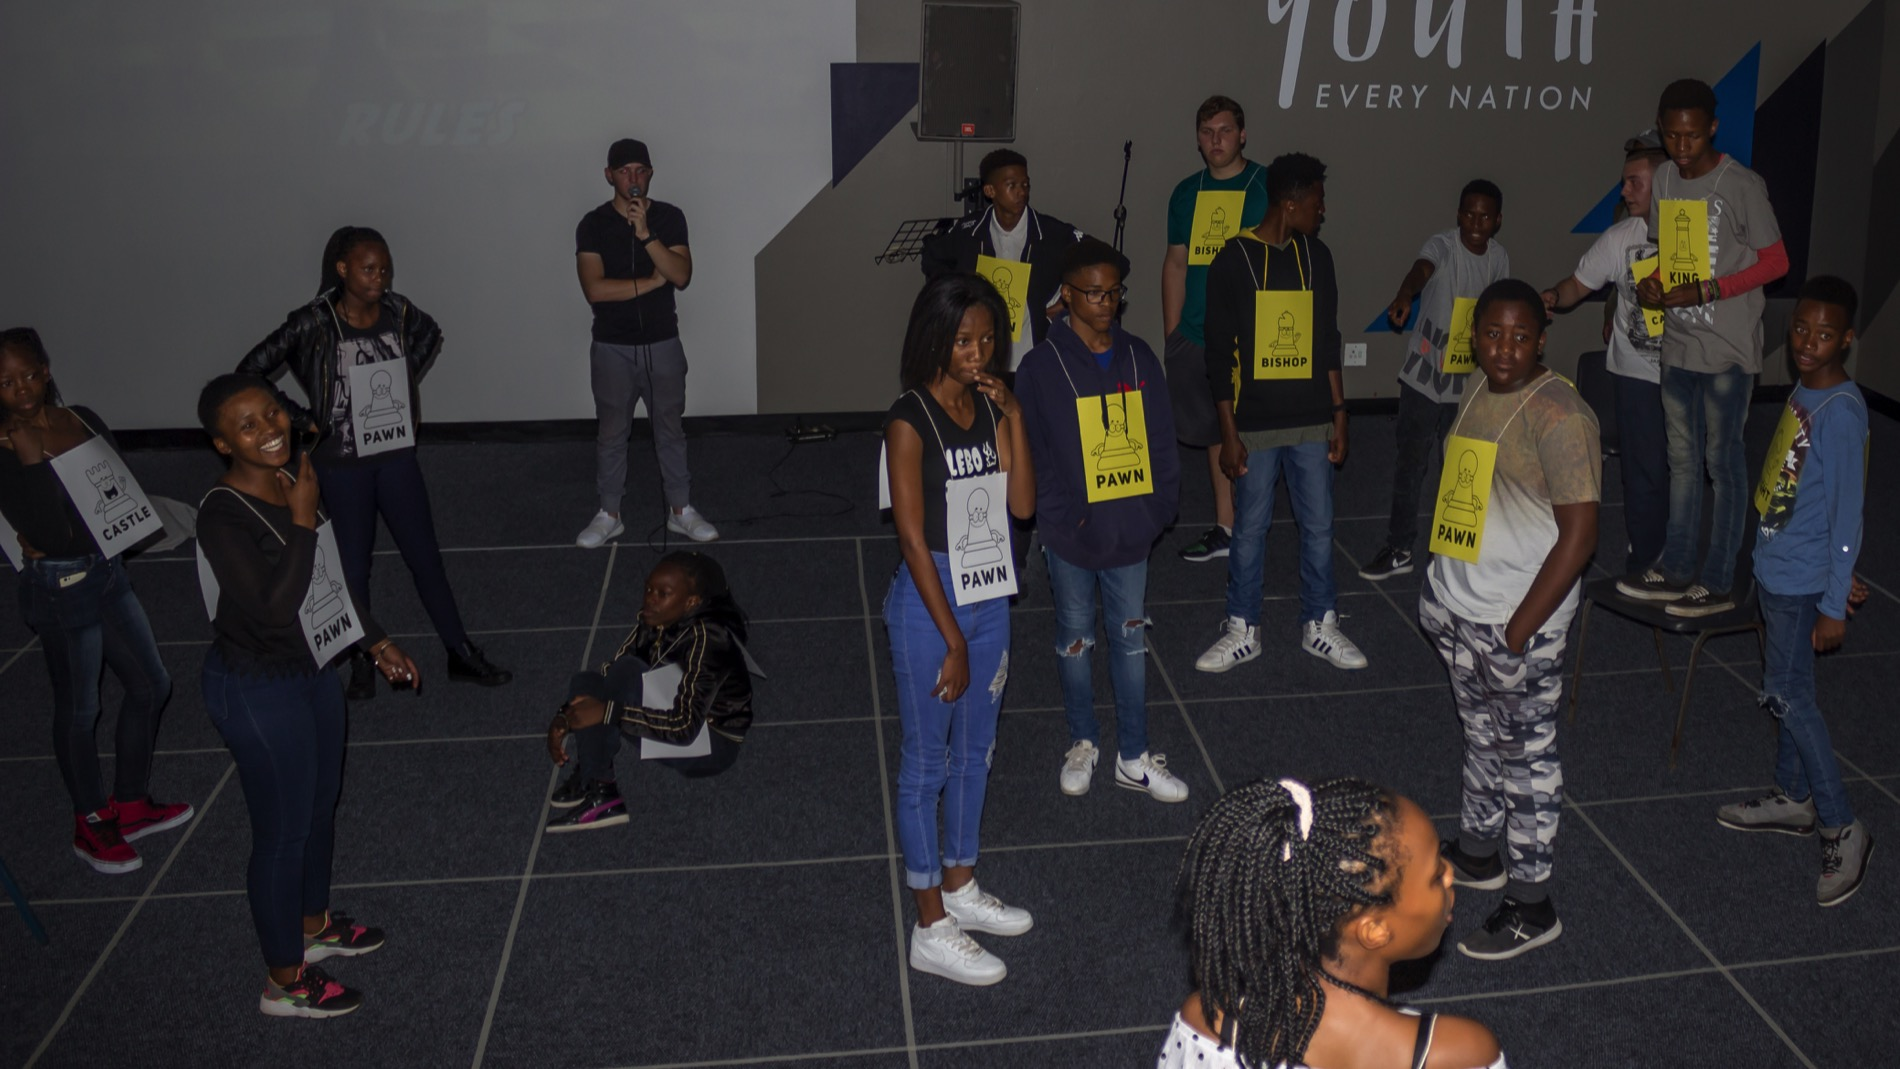 YOUTH
EVERY NATION
RULES
BISHOP
KING
PAWN
BISHOP
PAWN
PAWN
CASTLE
LEBO
PAWN
PAWN
PAWN